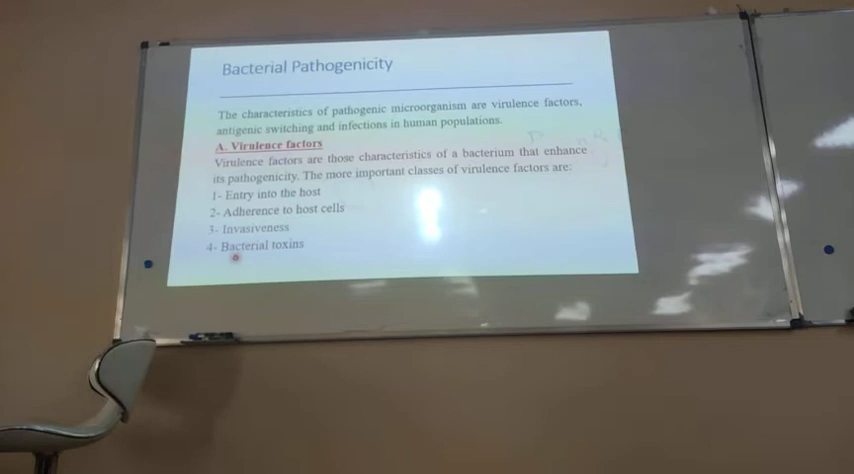 Bacterial Pathogenicity
The characteristics of pathogenic microorganism are virulence factors,
antigenic switching and infections in human populations.
A. Virulence factors
Virulence factors are those characteristics of a bacterium that enhance
its pathogenicity. The more important classes of virulence factors are:
1- Entry into the host
2- Adherence to host cells
3- Invasiveness
4- Bacterial toxins